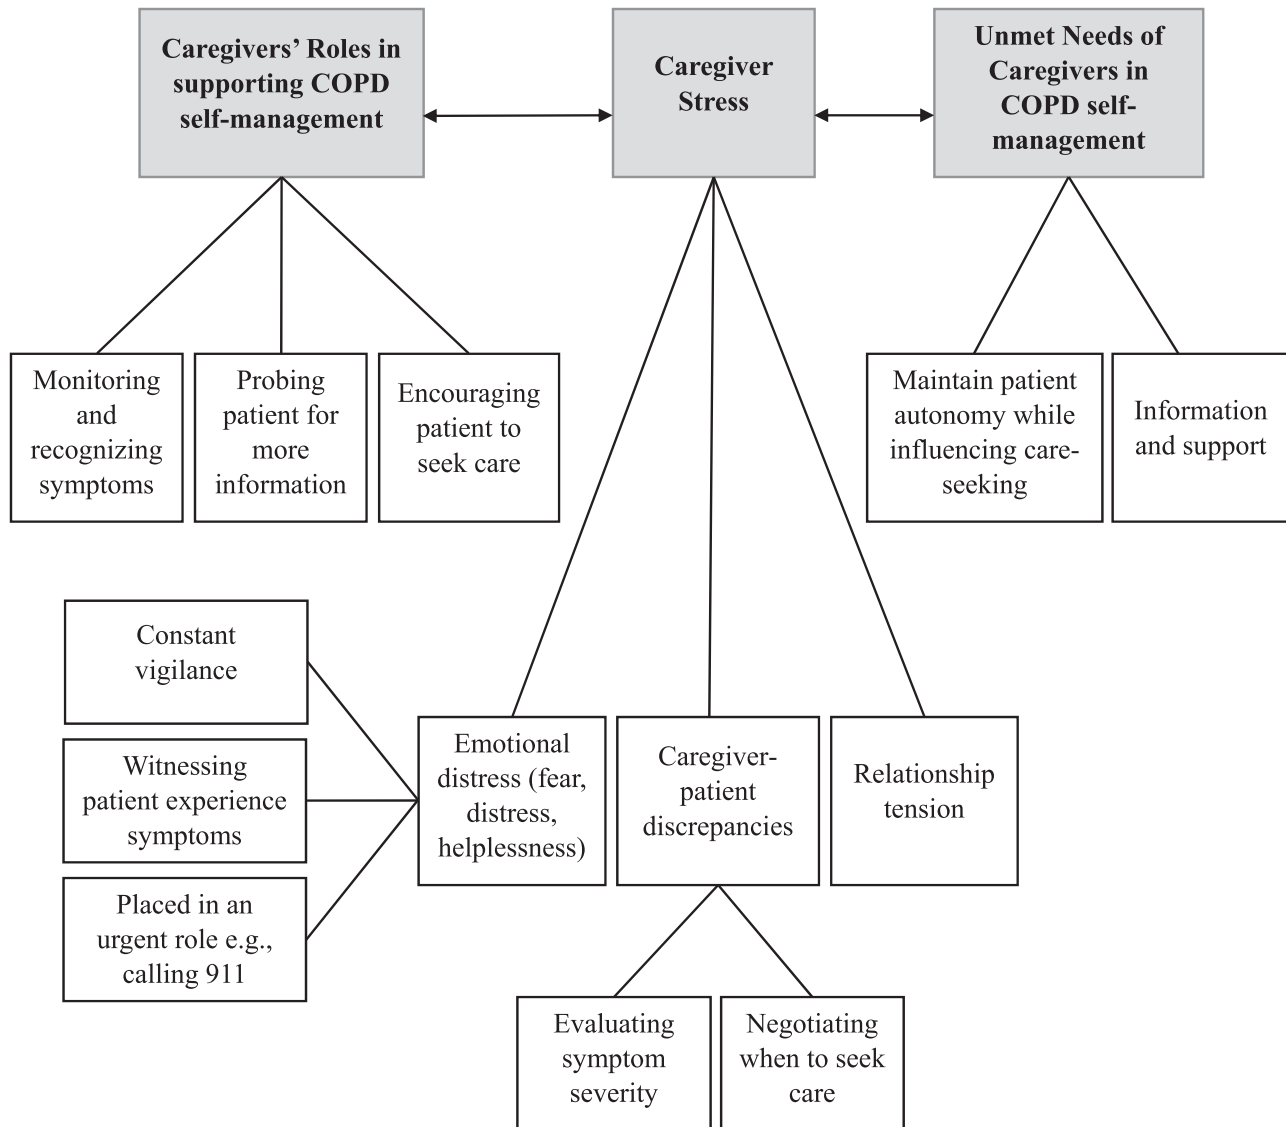 Caregivers’ Roles in
supporting COPD
self-management
Caregiver
Stress
Unmet Needs of
Caregivers in
COPD self-
management
Monitoring
and
recognizing
symptoms
Probing
patient for
more
information
Encouraging
patient to
seek care
Maintain patient
autonomy while
influencing care-
seeking
Information
and support
Constant
vigilance
Witnessing
patient experience
symptoms
Placed in an
urgent role e.g.,
calling 911
Emotional
distress (fear,
distress,
helplessness)
Caregiver-
patient
discrepancies
Relationship
tension
Evaluating
symptom
severity
Negotiating
when to seek
care